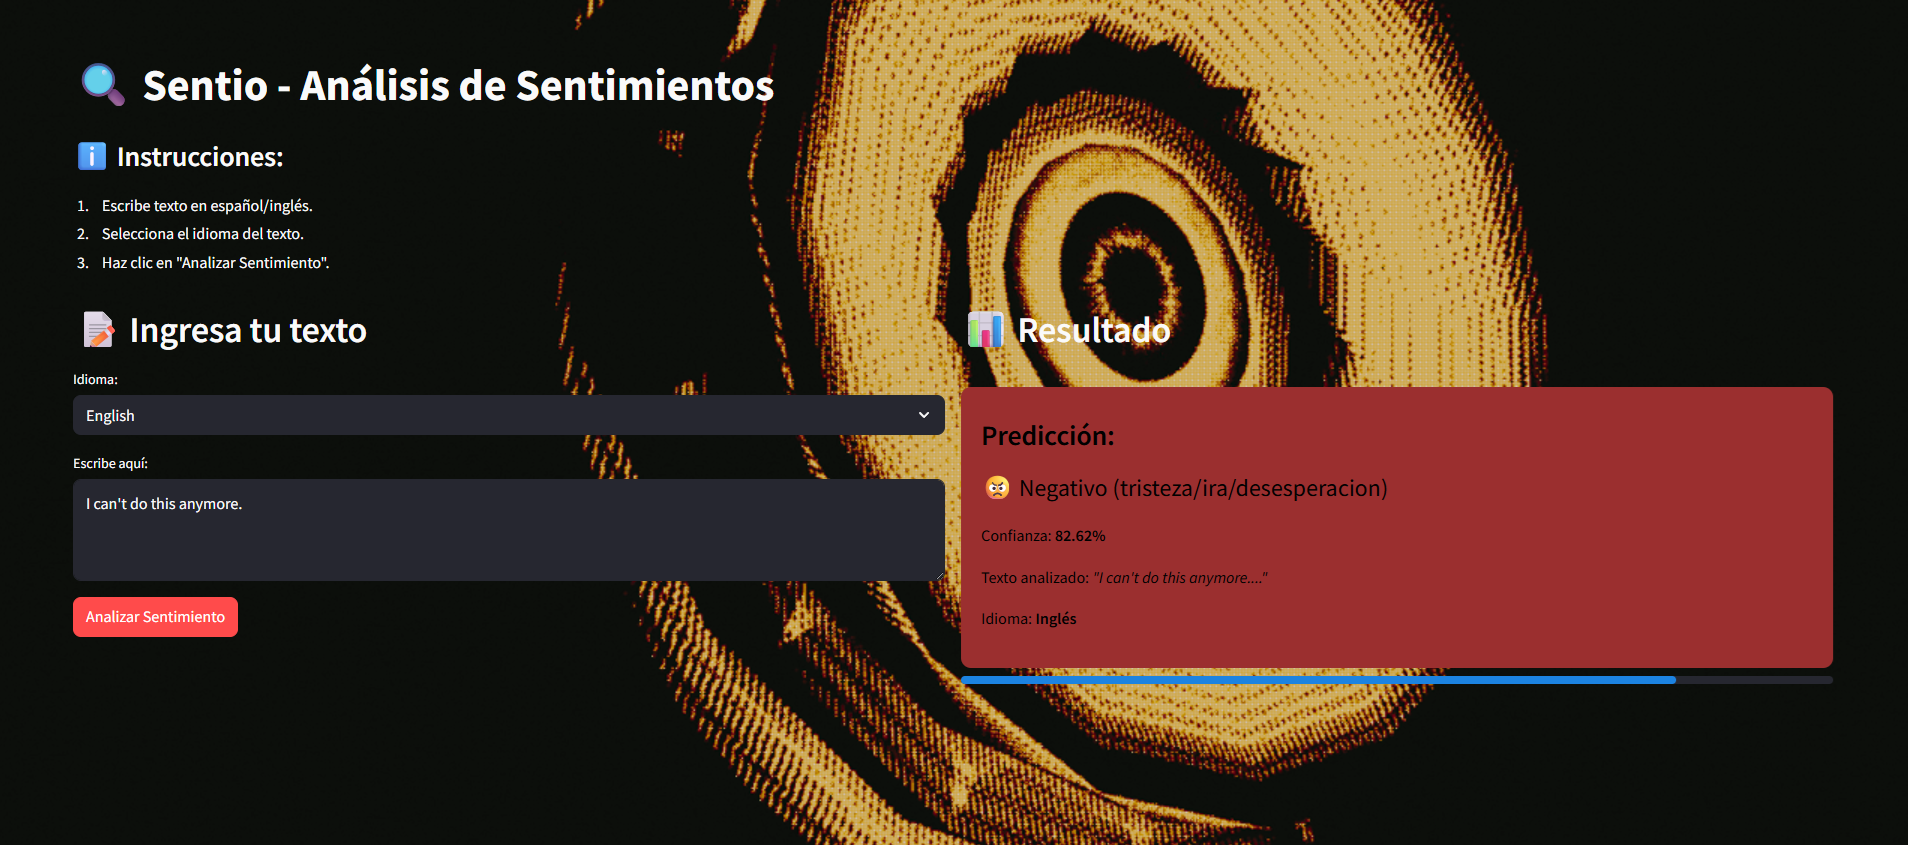 Sentio - Análisis de Sentimientos
Instrucciones:
1. Escribe texto en español/inglés.
2. Selecciona el idioma del texto.
3. Haz clic en "Analizar Sentimiento".
Ingresa tu texto
Idioma:
English
Escribe aquí:
I can't do this anymore.
Analizar Sentimiento
Resultado
Predicción:
Negativo (tristeza/ira/desesperacion)
Confianza: 82.62%
Texto analizado: "I can't do this anymore...."
Idioma: Inglés